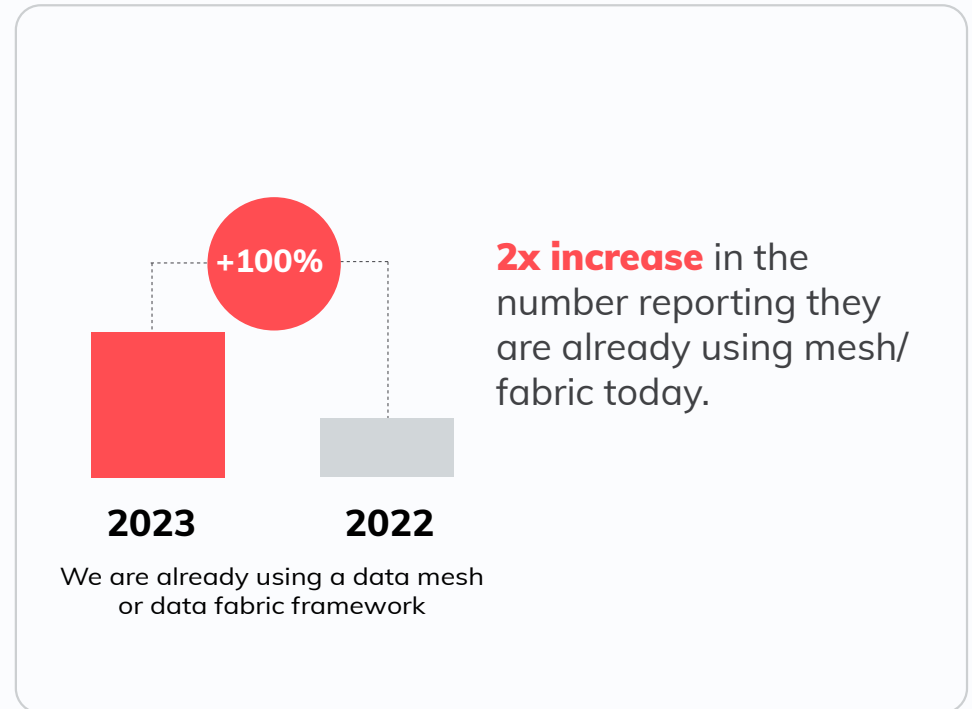 +100%
2023
2022
We are already using a data mesh
or data fabric framework
2x increase in the
number reporting they
are already using mesh/
fabric today.